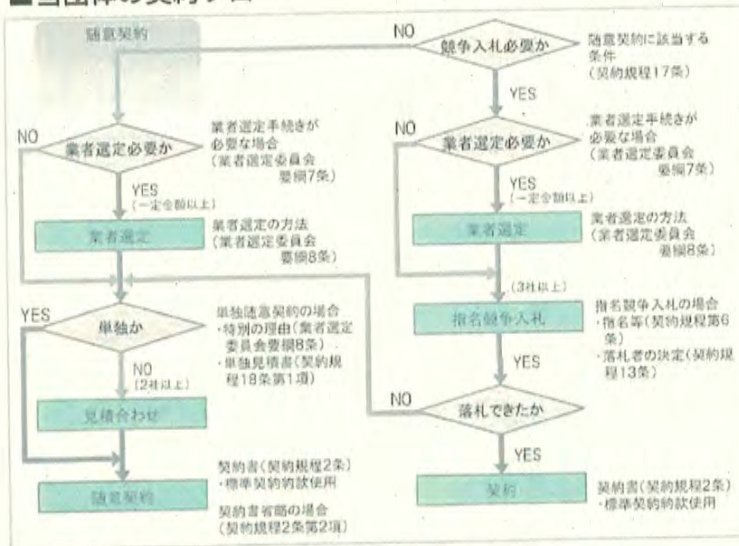 ■当団体の契約フロー
随意契約
NO
競争入札必要か
随意契約に該当する
条件
(契約規程17条)
YES
NO
業者選定必要か
業者選定手続きが
必要な場合
(業者選定委員会
要綱7条)
YES
(一定金額以上)
業者選定
業者選定の方法
(業者選定委員会
要綱8条)
NO
業者選定必要か
業者選定手続きが
必要な場合
(業者選定委員会
要綱7条)
YES
(一定金額以上)
業者選定
業者選定の方法
(業者選定委員会
要綱8条)
YES
単独か
単独随意契約の場合
・特別の理由(業者選定
委員会要綱8条)
・単独見積書(契約規
程18条第1項)
NO
(2社以上)
見積合わせ
随意契約
契約書(契約規程2条)
・標準契約約款使用
契約書省略の場合
(契約規程2条第2項)
(3社以上)
指名競争入札
指名競争入札の場合
・指名等(契約規程第6
条)
・落札者の決定(契約規
程13条)
YES
NO
落札できたか
YES
契約
契約書(契約規程2条)
・標準契約約款使用